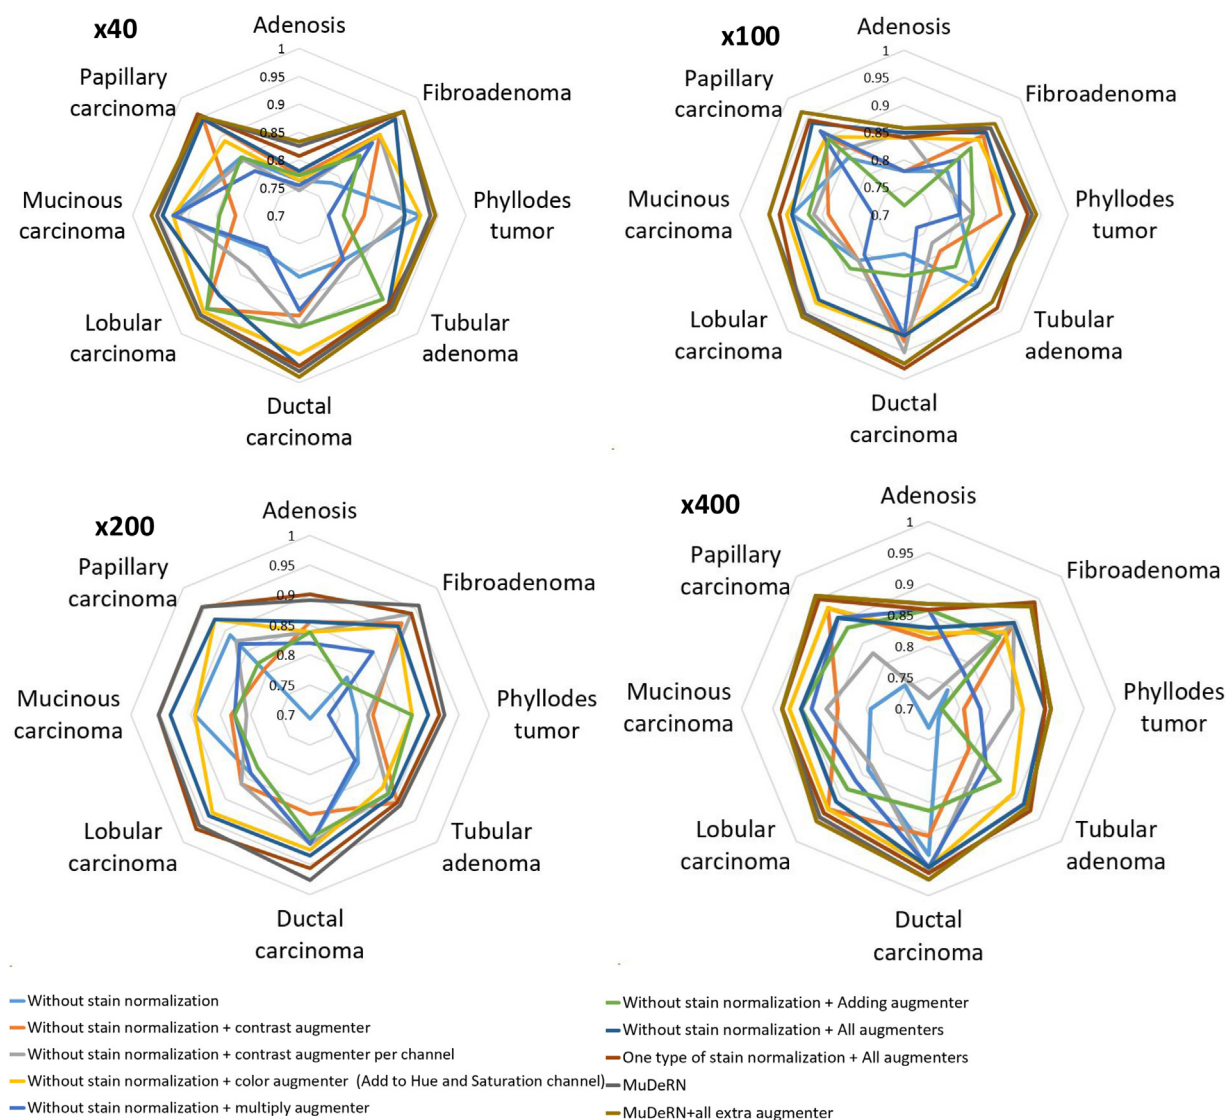 x40
Adenosis
1
0.95
0.9
0.85
0.8
0.75
0.7
Fibroadenoma
Phyllodes
tumor
Tubular
adenoma
Ductal
carcinoma
Lobular
carcinoma
Mucinous
carcinoma
Papillary
carcinoma
x100
Adenosis
1
0.95
0.9
0.85
0.8
0.75
0.7
Fibroadenoma
Phyllodes
tumor
Tubular
adenoma
Ductal
carcinoma
Lobular
carcinoma
Mucinous
carcinoma
Papillary
carcinoma
x200
Adenosis
1
0.95
0.9
0.85
0.8
0.75
0.7
Fibroadenoma
Phyllodes
tumor
Tubular
adenoma
Ductal
carcinoma
Lobular
carcinoma
Mucinous
carcinoma
Papillary
carcinoma
x400
Adenosis
1
0.95
0.9
0.85
0.8
0.75
0.7
Fibroadenoma
Phyllodes
tumor
Tubular
adenoma
Ductal
carcinoma
Lobular
carcinoma
Mucinous
carcinoma
Papillary
carcinoma
Without stain normalization
Without stain normalization + contrast augmenter
Without stain normalization + contrast augmenter per channel
Without stain normalization + color augmenter (Add to Hue and Saturation channel)
Without stain normalization + multiply augmenter
Without stain normalization + Adding augmenter
Without stain normalization + All augmenters
One type of stain normalization + All augmenters
MuDeRN
MuDeRN+all extra augmenter